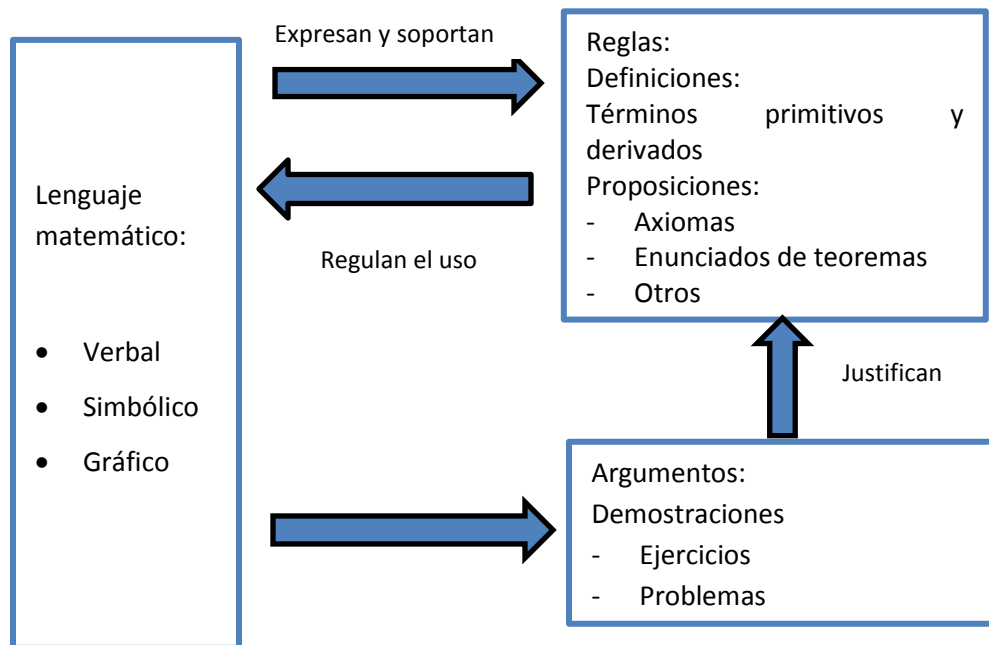 Expresan y soportan
Lenguaje
matemático:
• Verbal
• Simbólico
• Gráfico
Regulan el uso
Reglas:
Definiciones:
Términos primitivos y
derivados
Proposiciones:
- Axiomas
- Enunciados de teoremas
- Otros
Justifican
Argumentos:
Demostraciones
- Ejercicios
- Problemas